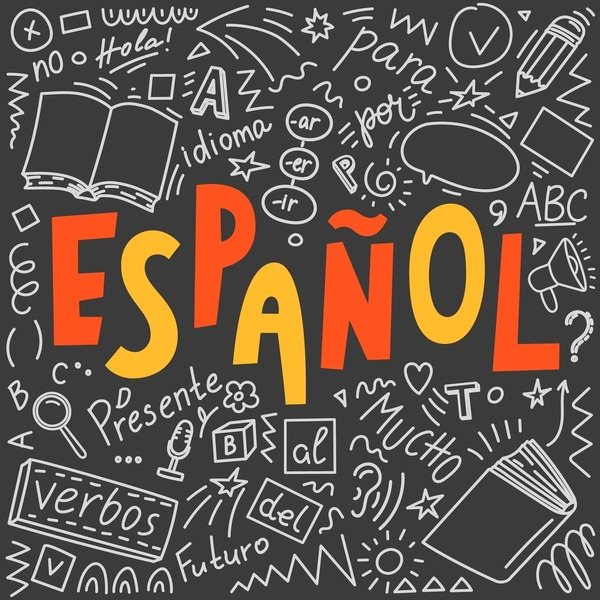 Hola!
no
A
para
idioma
-ar
por
-er
P
-ir
ABC
ESPAÑOL
?
C
B
D
Presente
y
A
T
MUCHO
B
al
verbos
del
Futuro